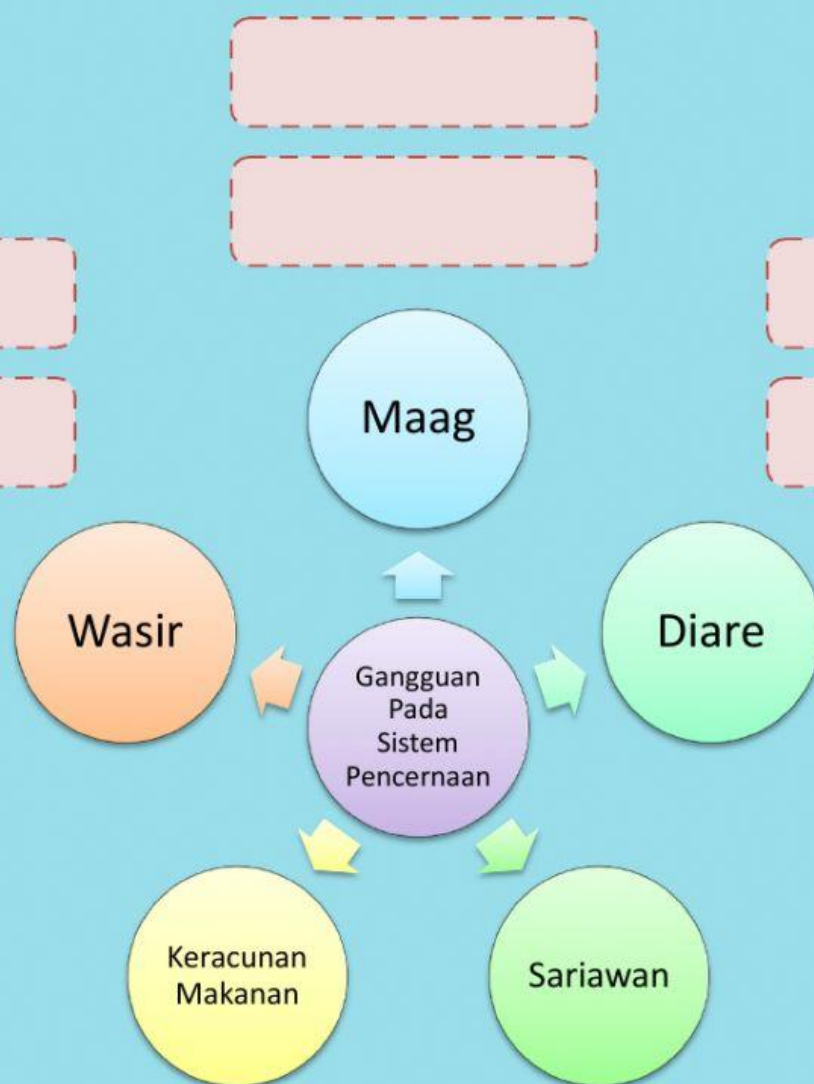 Maag
Wasir
Diare
Gangguan
Pada
Sistem
Pencernaan
Keracunan
Makanan
Sariawan